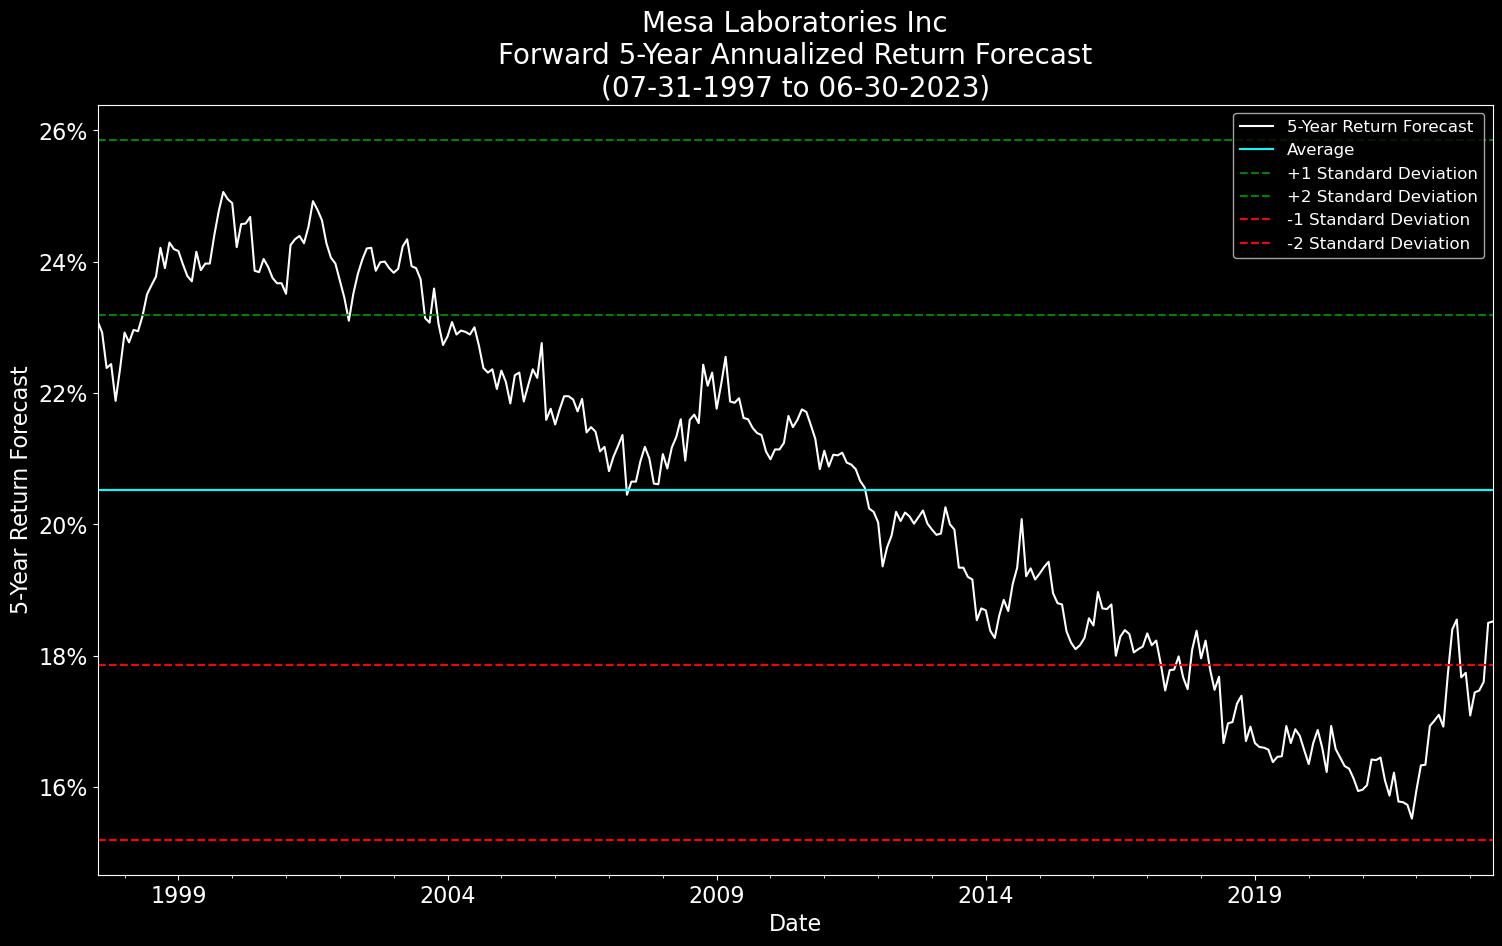 Mesa Laboratories Inc
Forward 5-Year Annualized Return Forecast
(07-31-1997 to 06-30-2023)
5-Year Return Forecast
Average
+1 Standard Deviation
+2 Standard Deviation
-1 Standard Deviation
-2 Standard Deviation
26%
24%
22%
20%
18%
16%
5-Year Return Forecast
1999
2004
2009
2014
2019
Date